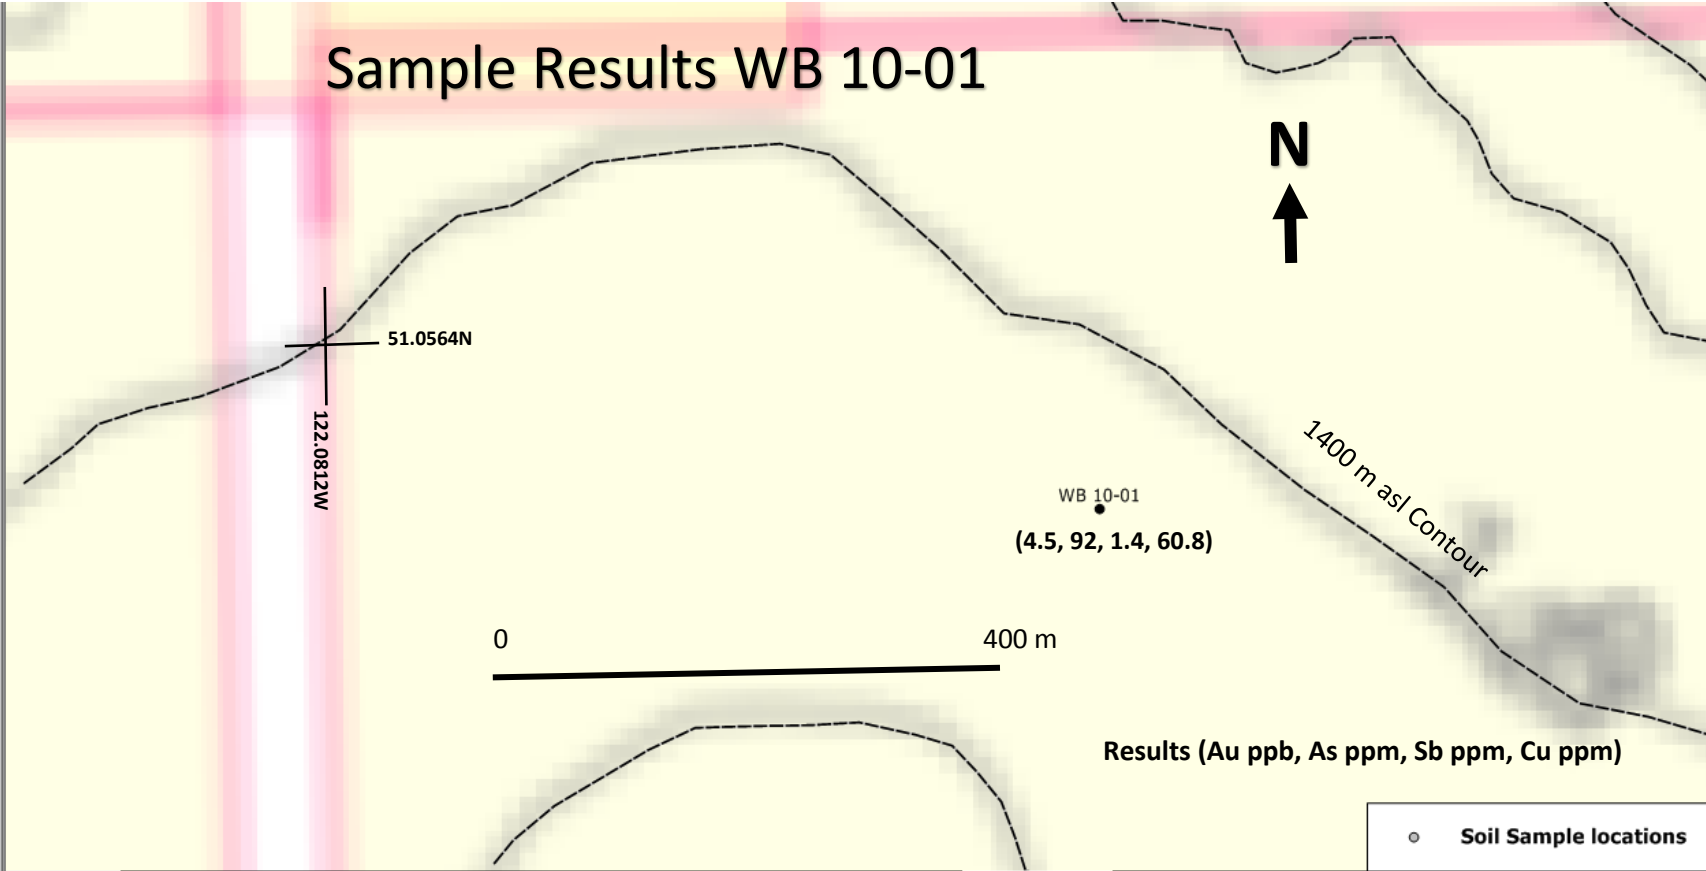 Sample Results WB 10-01
N
51.0564N
122.0812W
1400 m asl Contour
WB 10-01
(4.5, 92, 1.4, 60.8)
0
400 m
Results (Au ppb, As ppm, Sb ppm, Cu ppm)
Soil Sample locations